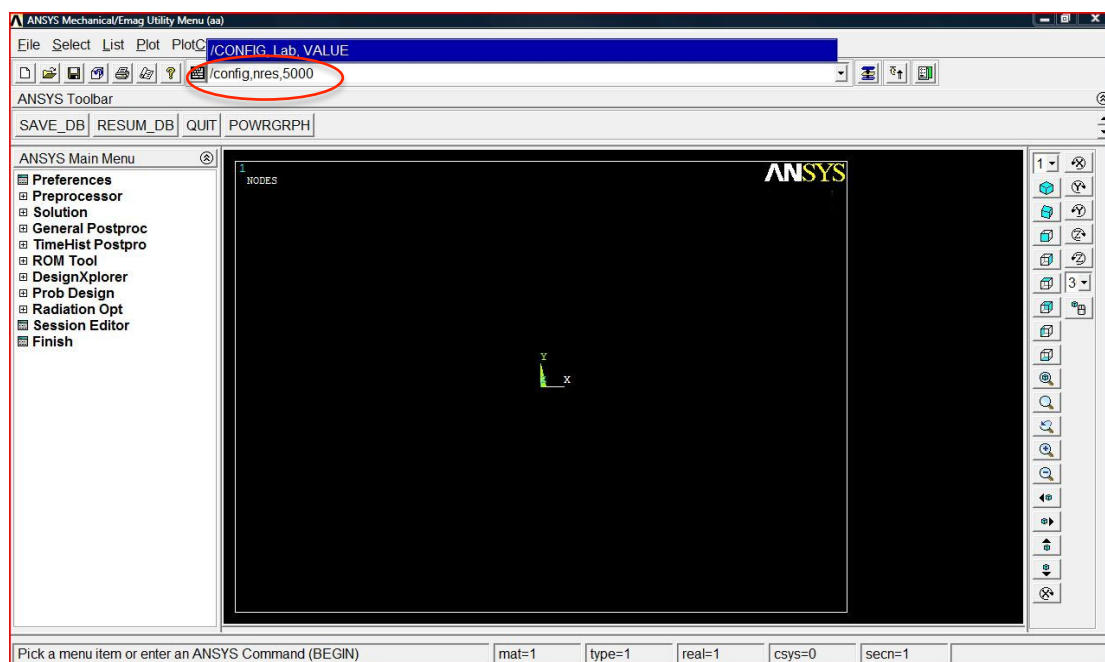 ANSYS Mechanical/Emag Utility Menu (aa)
File Select List Plot PlotC
/CONFIG, Lab, VALUE
/config,nres,5000
ANSYS Toolbar
SAVE_DB RESUM_DB QUIT POWRGRPH
ANSYS Main Menu
Preferences
Preprocessor
Solution
General Postproc
TimeHist Postpro
ROM Tool
DesignXplorer
Prob Design
Radiation Opt
Session Editor
Finish
1
NODES
ANSYS
Y
X
1
3
Pick a menu item or enter an ANSYS Command (BEGIN) mat=1 type=1 real=1 csys=0 secn=1